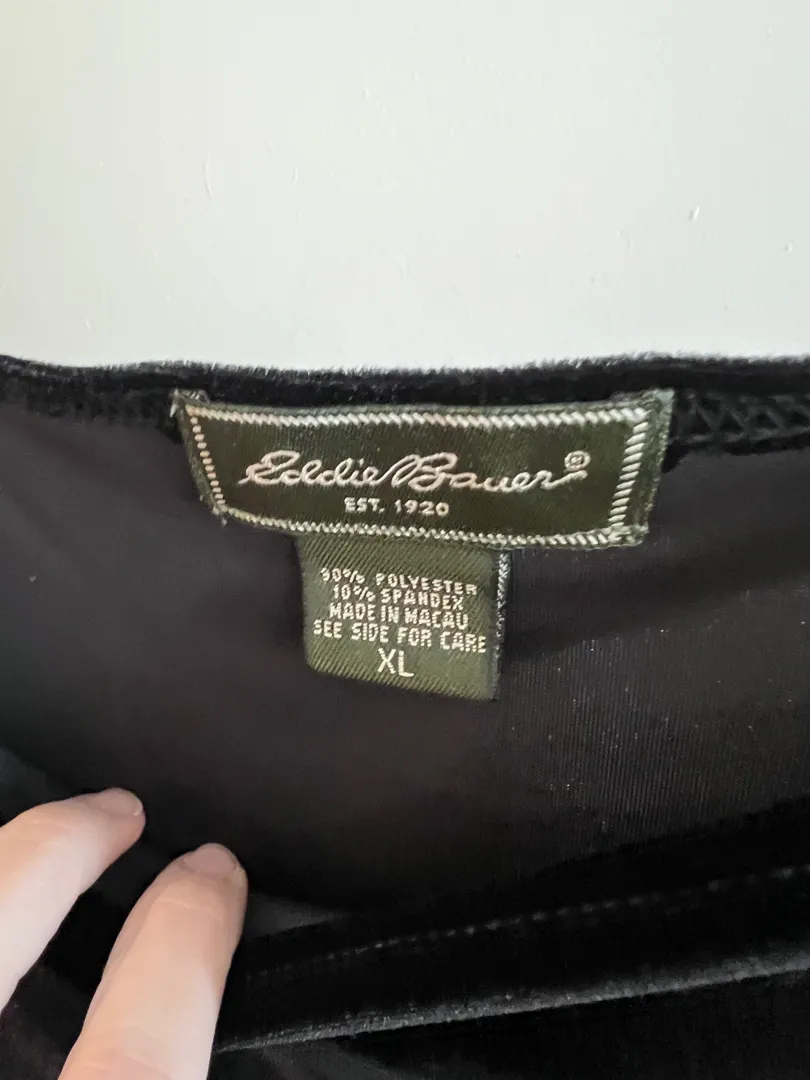 Eddie Bauer®
EST. 1920
90% POLYESTER
10% SPANDEX
MADE IN MACAU
SEE SIDE FOR CARE
XL